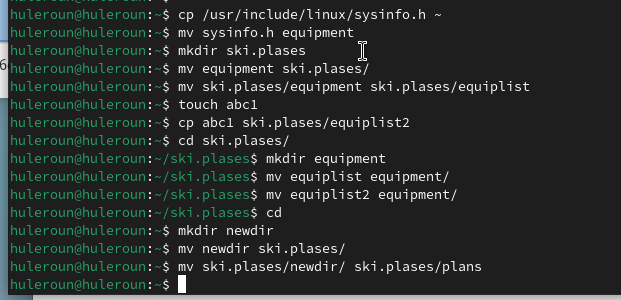 huleroun@huleroun:~$ cp /usr/include/linux/sysinfo.h ~
huleroun@huleroun:~$ mv sysinfo.h equipment
huleroun@huleroun:~$ mkdir ski.plases
huleroun@huleroun:~$ mv equipment ski.plases/
huleroun@huleroun:~$ mv ski.plases/equipment ski.plases/equiplist
huleroun@huleroun:~$ touch abc1
huleroun@huleroun:~$ cp abc1 ski.plases/equiplist2
huleroun@huleroun:~$ cd ski.plases/
huleroun@huleroun:~/ski.plases$ mkdir equipment
huleroun@huleroun:~/ski.plases$ mv equiplist equipment/
huleroun@huleroun:~/ski.plases$ mv equiplist2 equipment/
huleroun@huleroun:~/ski.plases$ cd
huleroun@huleroun:~$ mkdir newdir
huleroun@huleroun:~$ mv newdir ski.plases/
huleroun@huleroun:~$ mv ski.plases/newdir/ ski.plases/plans
huleroun@huleroun:~$